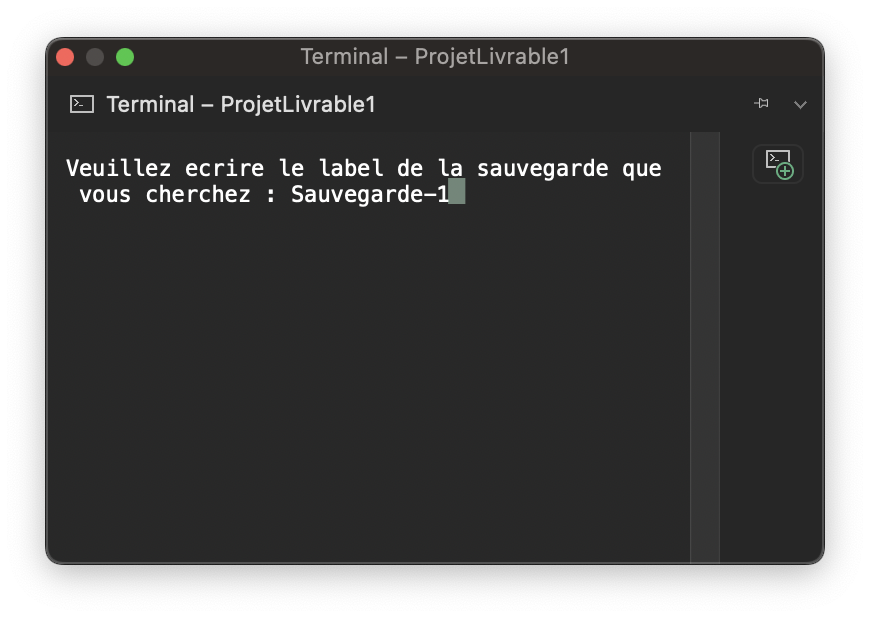 Terminal – ProjetLivrable1
Terminal – ProjetLivrable1
Veuillez ecrire le label de la sauvegarde que
vous cherchez : Sauvegarde-1